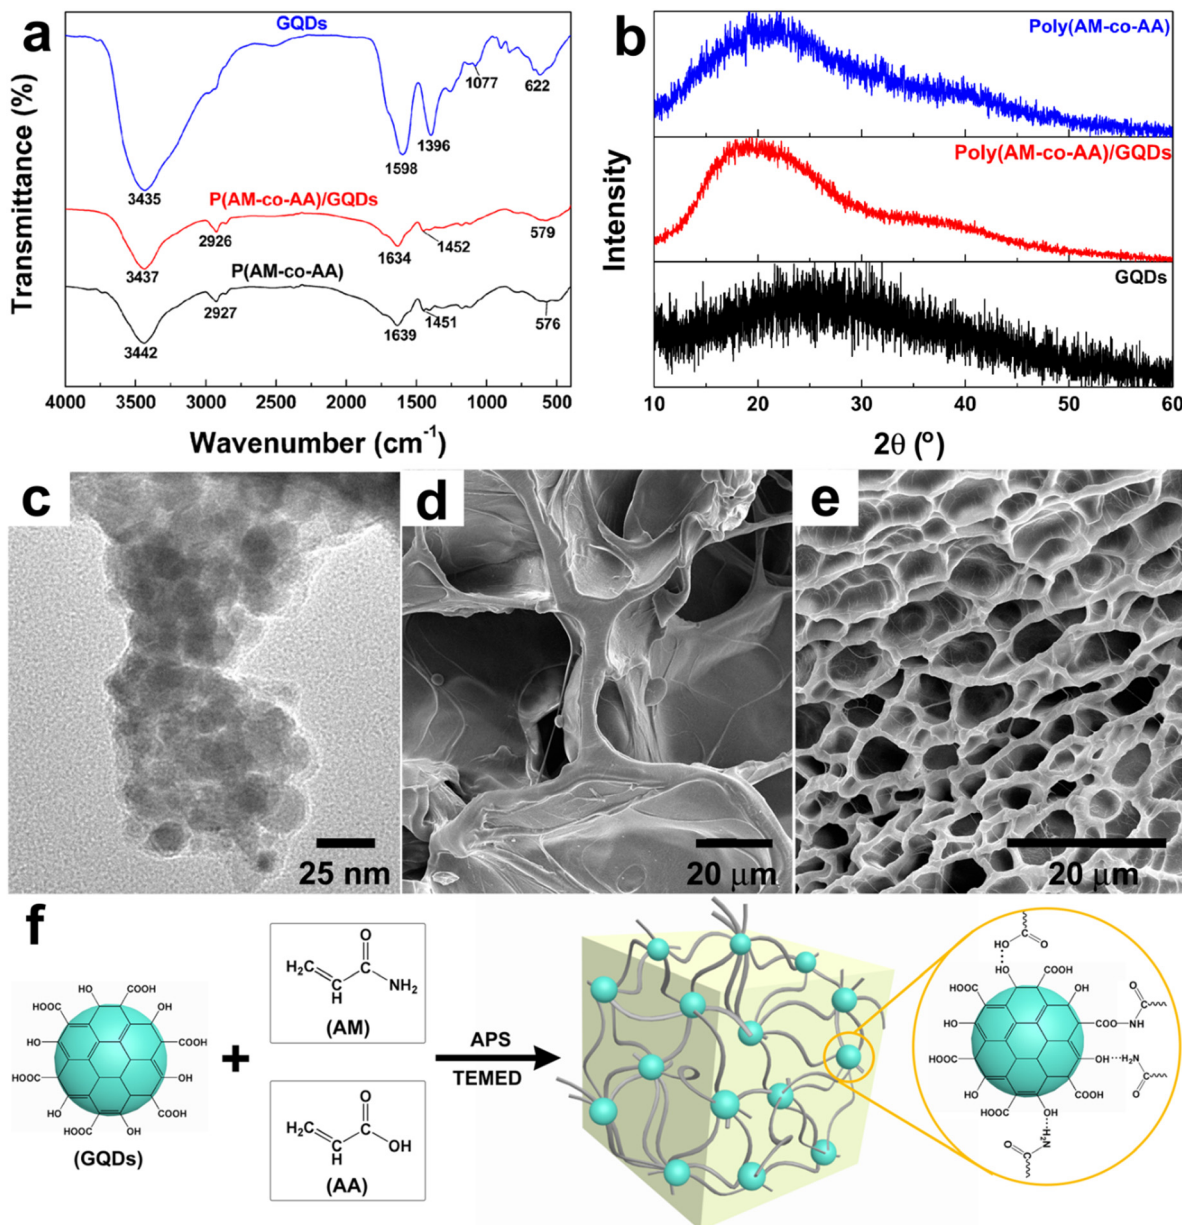 a
GQDs
1077
622
1396
1598
3435
P(AM-co-AA)/GQDs
2926
1452
579
1634
3437
P(AM-co-AA)
2927
1451
576
1639
3442
Transmittance (%)
4000 3500 3000 2500 2000 1500 1000 500
Wavenumber (cm-1)
b
Poly(AM-co-AA)
Poly(AM-co-AA)/GQDs
GQDs
Intensity
10 20 30 40 50 60
2θ (º)
c
25 nm
d
20 μm
e
20 μm
f
COOH
HO
HOOC
OH
HO
COOH
HOOC
OH
HO
COOH
HOOC
OH
(GQDs)
+
O
H2C
C
C
NH2
H
(AM)
O
H2C
C
C
OH
H
(AA)
APS
TEMED
C
HO
O
HO
COOH
HOOC
OH
O
C
HO
COO
NH
HOOC
OH
H2N
C
O
HO
COOH
HOOC
OH
H2N
O
C